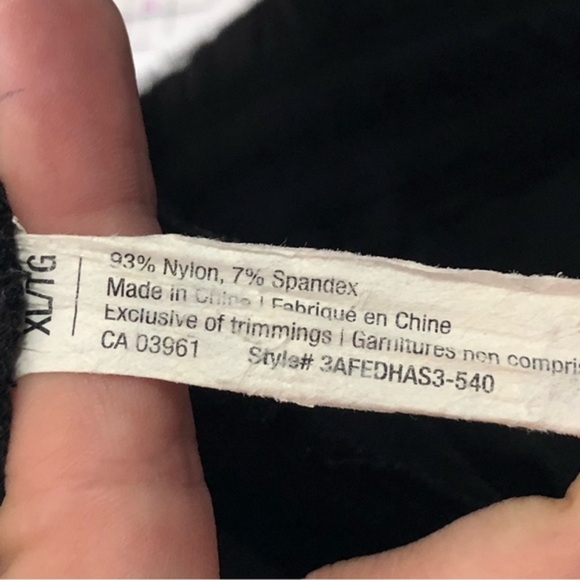 XL/TG
93% Nylon, 7% Spandex
Made in China | Fabriqué en Chine
Exclusive of trimmings | Garnitures non compris
CA 03961 Style# 3AFEDHAS3-540